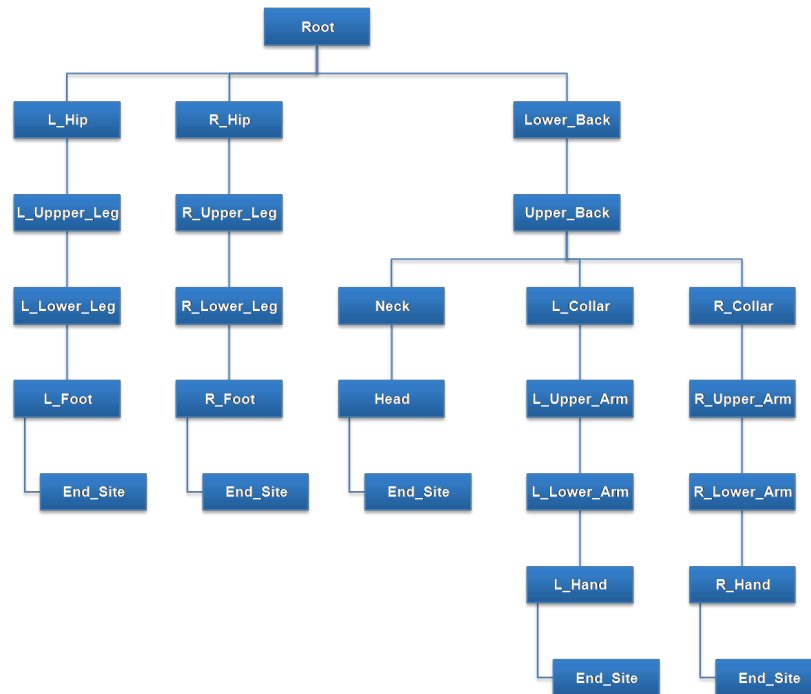 Root
L_Hip
R_Hip
Lower_Back
L_Uppper_Leg
R_Upper_Leg
Upper_Back
L_Lower_Leg
R_Lower_Leg
Neck
L_Collar
R_Collar
L_Foot
R_Foot
Head
L_Upper_Arm
R_Upper_Arm
End_Site
End_Site
End_Site
L_Lower_Arm
R_Lower_Arm
L_Hand
R_Hand
End_Site
End_Site